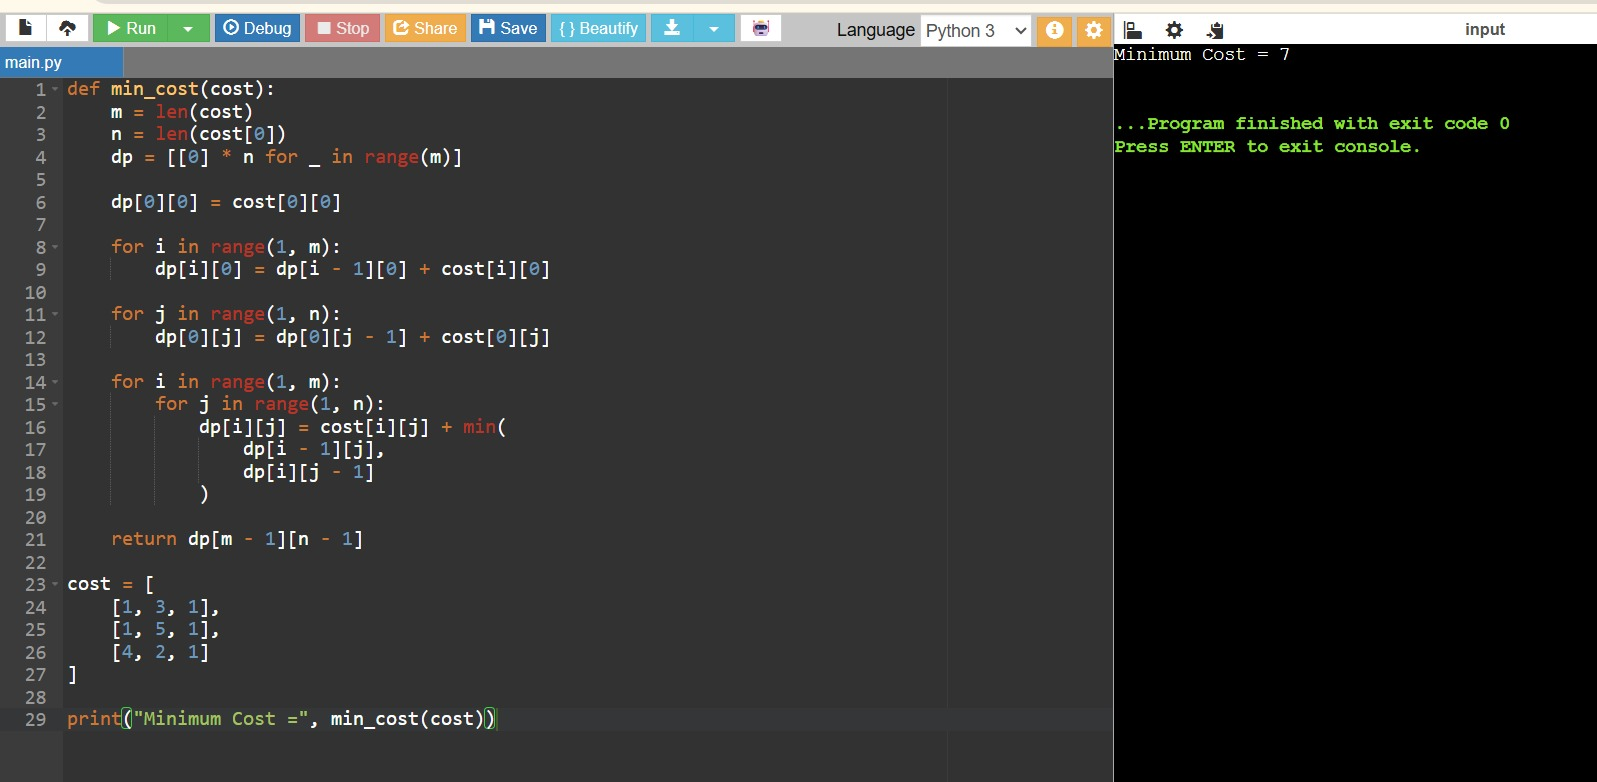 Run Debug Stop Share Save { } Beautify Language Python 3 input
main.py
1 def min_cost(cost):
2     m = len(cost)
3     n = len(cost[0])
4     dp = [[0] * n for _ in range(m)]
5
6     dp[0][0] = cost[0][0]
7
8     for i in range(1, m):
9         dp[i][0] = dp[i - 1][0] + cost[i][0]
10
11     for j in range(1, n):
12         dp[0][j] = dp[0][j - 1] + cost[0][j]
13
14     for i in range(1, m):
15         for j in range(1, n):
16             dp[i][j] = cost[i][j] + min(
17                 dp[i - 1][j],
18                 dp[i][j - 1]
19             )
20
21     return dp[m - 1][n - 1]
22
23 cost = [
24     [1, 3, 1],
25     [1, 5, 1],
26     [4, 2, 1]
27 ]
28
29 print("Minimum Cost =", min_cost(cost))
Minimum Cost = 7
...Program finished with exit code 0
Press ENTER to exit console.